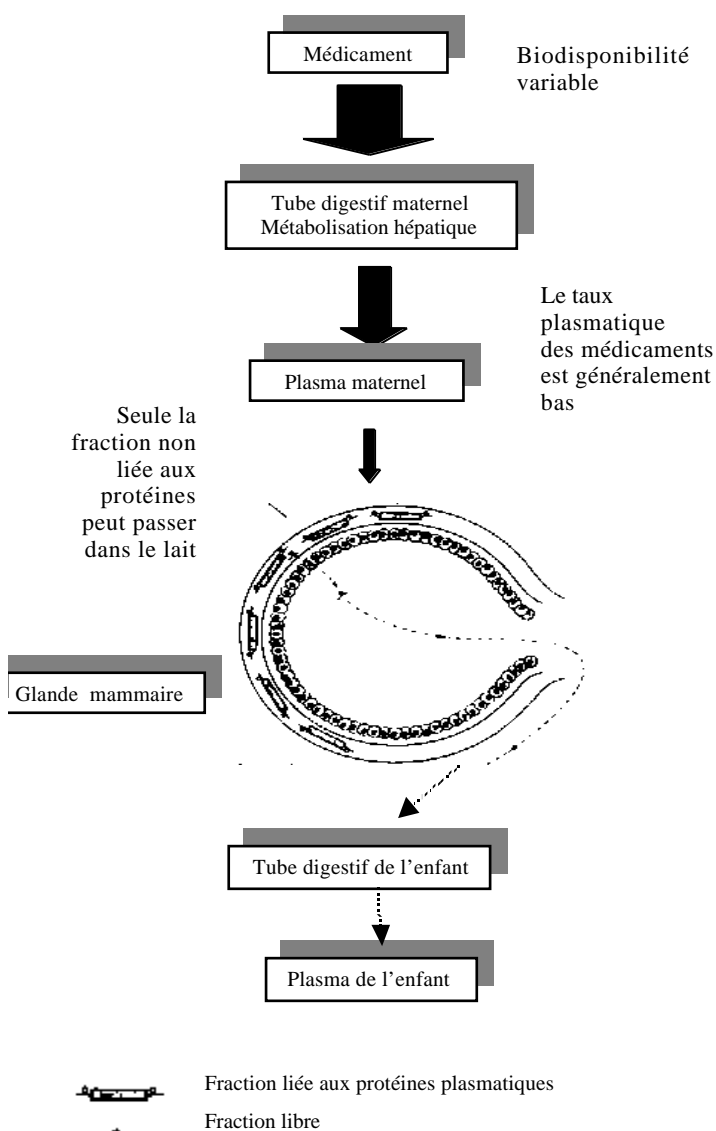 Médicament
Biodisponibilité
variable
Tube digestif maternel
Métabolisation hépatique
Le taux
plasmatique
des médicaments
est généralement
bas
Plasma maternel
Seule la
fraction non
liée aux
protéines
peut passer
dans le lait
Glande mammaire
Tube digestif de l’enfant
Plasma de l’enfant
Fraction liée aux protéines plasmatiques
Fraction libre